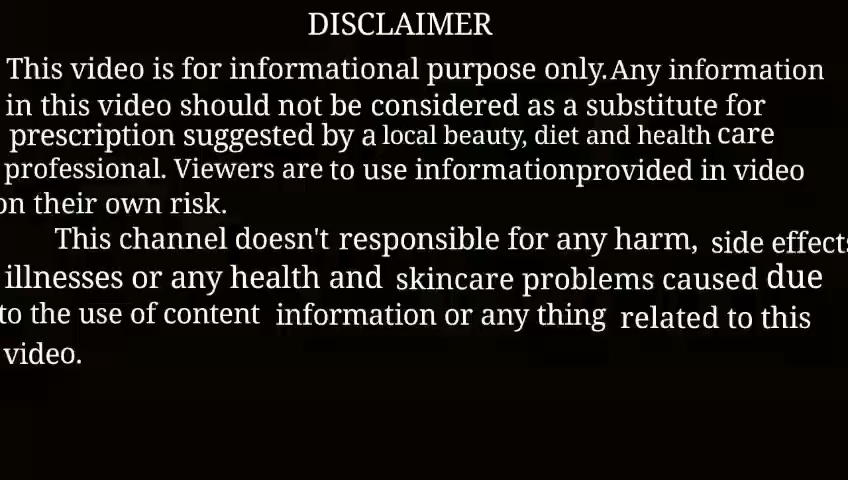 DISCLAIMER
This video is for informational purpose only.Any information
in this video should not be considered as a substitute for
prescription suggested by a local beauty, diet and health care
professional. Viewers are to use informationprovided in video
on their own risk.
This channel doesn't responsible for any harm, side effects
illnesses or any health and skincare problems caused due
to the use of content information or any thing related to this
video.